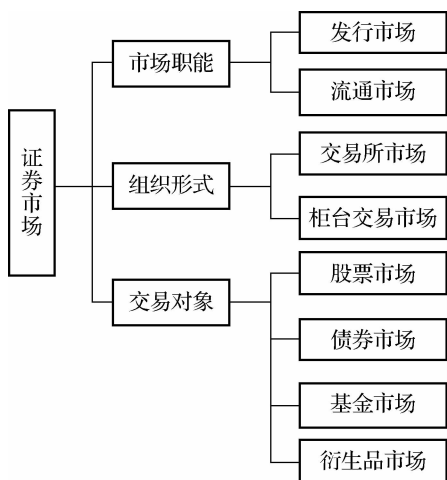 证券市场
市场职能
发行市场
流通市场
组织形式
交易所市场
柜台交易市场
交易对象
股票市场
债券市场
基金市场
衍生品市场